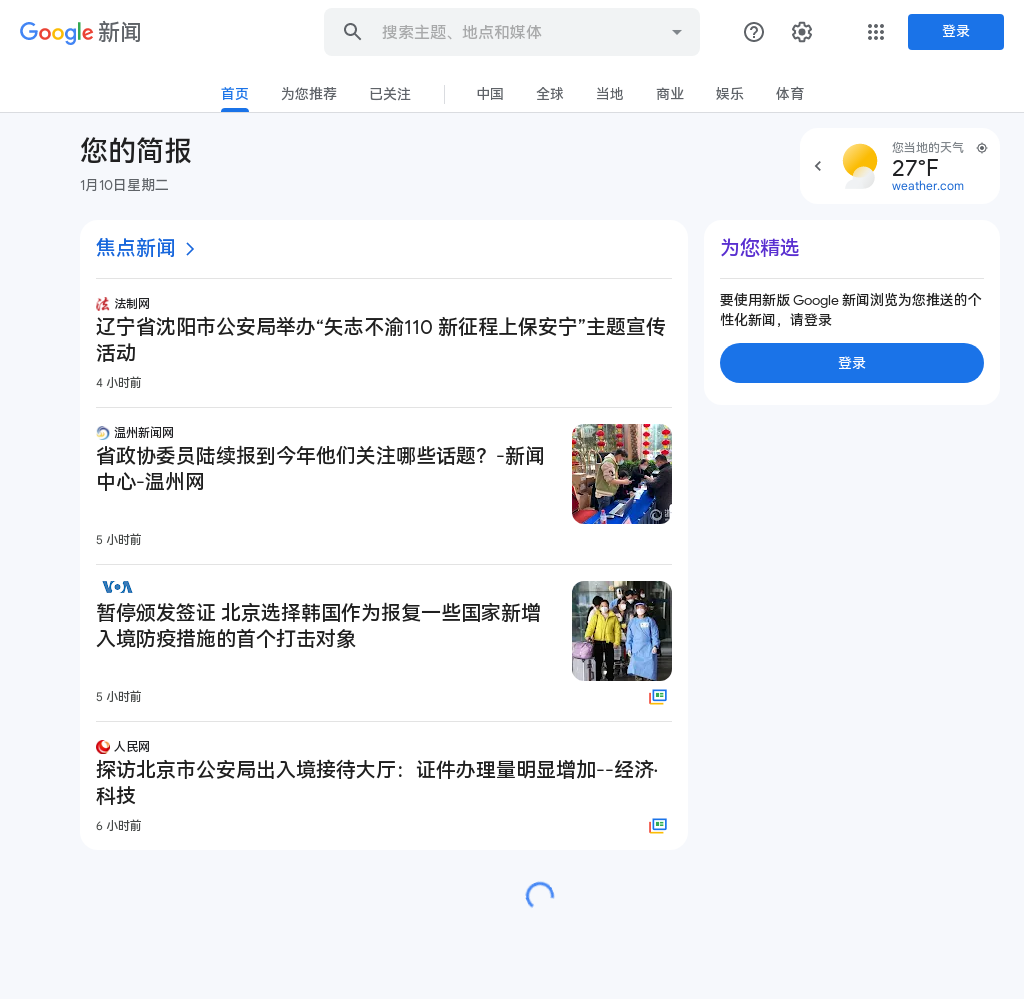 Google 新闻
搜索主题、地点和媒体
登录
首页
为您推荐
已关注
中国
全球
当地
商业
娱乐
体育
您的简报
1月10日星期二
您当地的天气
27°F
weather.com
焦点新闻
法制网
辽宁省沈阳市公安局举办“矢志不渝110 新征程上保安宁”主题宣传
活动
4 小时前
温州新闻网
省政协委员陆续报到今年他们关注哪些话题？-新闻
中心-温州网
5 小时前
VOA
暂停颁发签证 北京选择韩国作为报复一些国家新增
入境防疫措施的首个打击对象
5 小时前
人民网
探访北京市公安局出入境接待大厅：证件办理量明显增加--经济·
科技
6 小时前
为您精选
要使用新版 Google 新闻浏览为您推送的个
性化新闻，请登录
登录